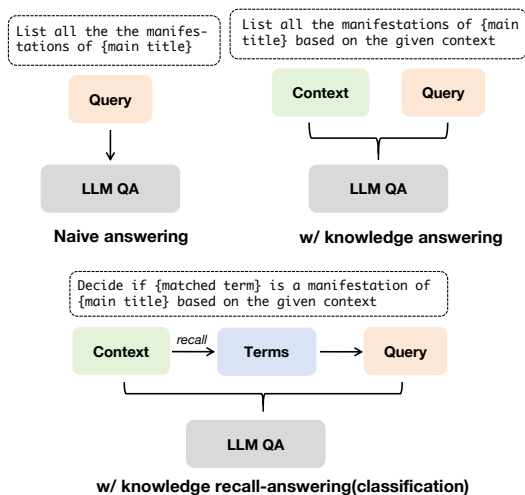 List all the the manifes-
tations of {main title}
Query
LLM QA
Naive answering
List all the manifestations of {main
title} based on the given context
Context Query
LLM QA
w/ knowledge answering
Decide if {matched term} is a manifestation of
{main title} based on the given context
Context recall Terms Query
LLM QA
w/ knowledge recall-answering(classification)